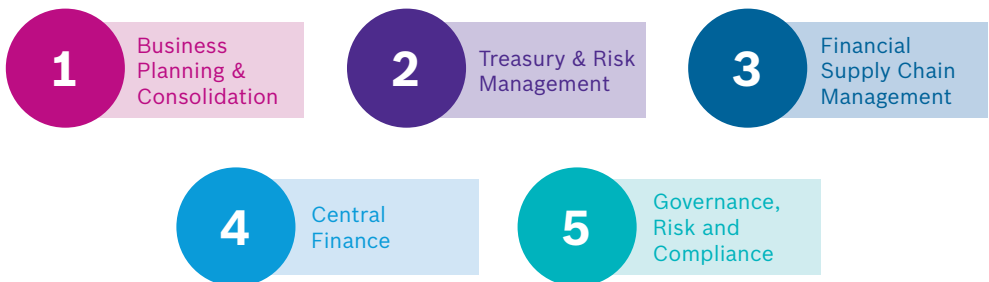 1
Business
Planning &
Consolidation
2
Treasury & Risk
Management
3
Financial
Supply Chain
Management
4
Central
Finance
5
Governance,
Risk and
Compliance